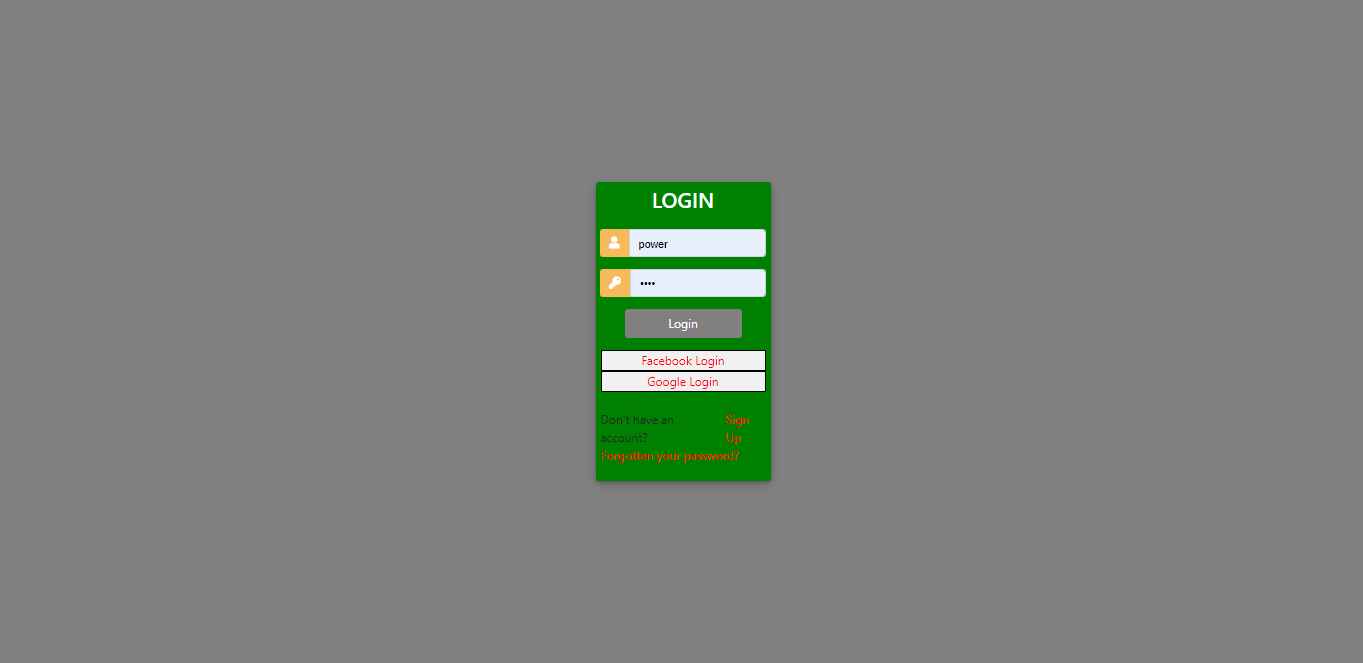 LOGIN
power
••••
Login
Facebook Login
Google Login
Don't have an account?
Sign Up
Forgotten your password?